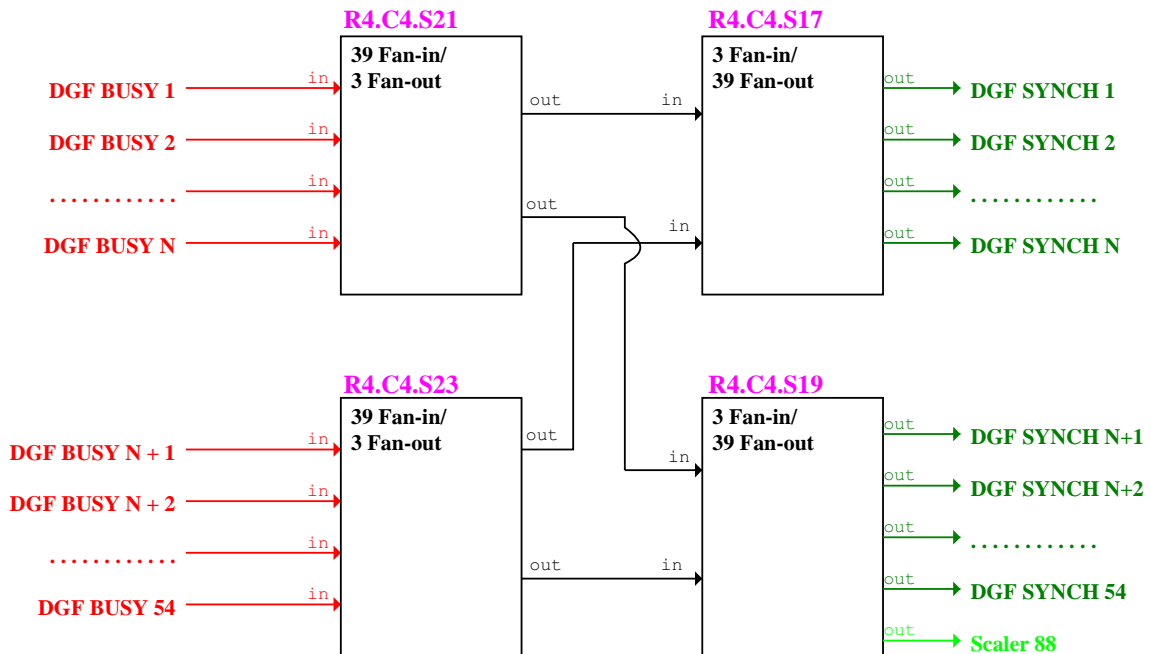 R4.C4.S21
39 Fan-in/
3 Fan-out
DGF BUSY 1
in
DGF BUSY 2
in
............
in
DGF BUSY N
in
out
out
R4.C4.S17
3 Fan-in/
39 Fan-out
in
in
out
DGF SYNCH 1
out
DGF SYNCH 2
out
............
out
DGF SYNCH N
R4.C4.S23
39 Fan-in/
3 Fan-out
DGF BUSY N + 1
in
DGF BUSY N + 2
in
............
in
DGF BUSY 54
in
out
out
R4.C4.S19
3 Fan-in/
39 Fan-out
in
in
out
DGF SYNCH N+1
out
DGF SYNCH N+2
out
............
out
DGF SYNCH 54
out
Scaler 88